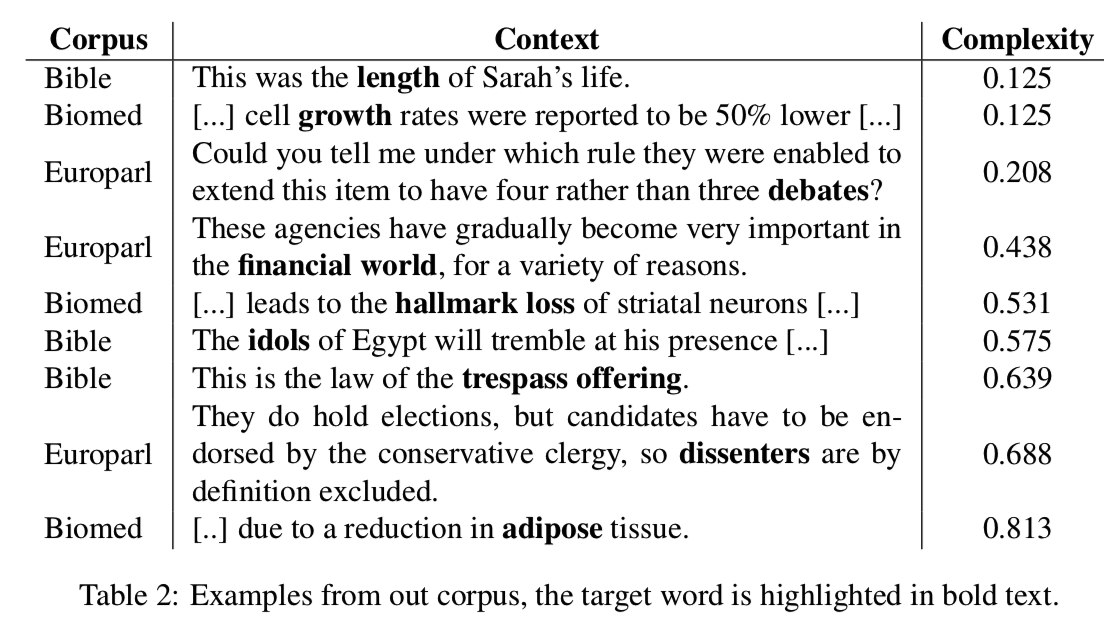 Corpus Context Complexity
Bible This was the length of Sarah's life. 0.125
Biomed [...] cell growth rates were reported to be 50% lower [...] 0.125
Europarl Could you tell me under which rule they were enabled to
extend this item to have four rather than three debates? 0.208
Europarl These agencies have gradually become very important in
the financial world, for a variety of reasons. 0.438
Biomed [...] leads to the hallmark loss of striatal neurons [...] 0.531
Bible The idols of Egypt will tremble at his presence [...] 0.575
Bible This is the law of the trespass offering. 0.639
They do hold elections, but candidates have to be en-
Europarl dorsed by the conservative clergy, so dissenters are by 0.688
definition excluded.
Biomed [..] due to a reduction in adipose tissue. 0.813
Table 2: Examples from out corpus, the target word is highlighted in bold text.